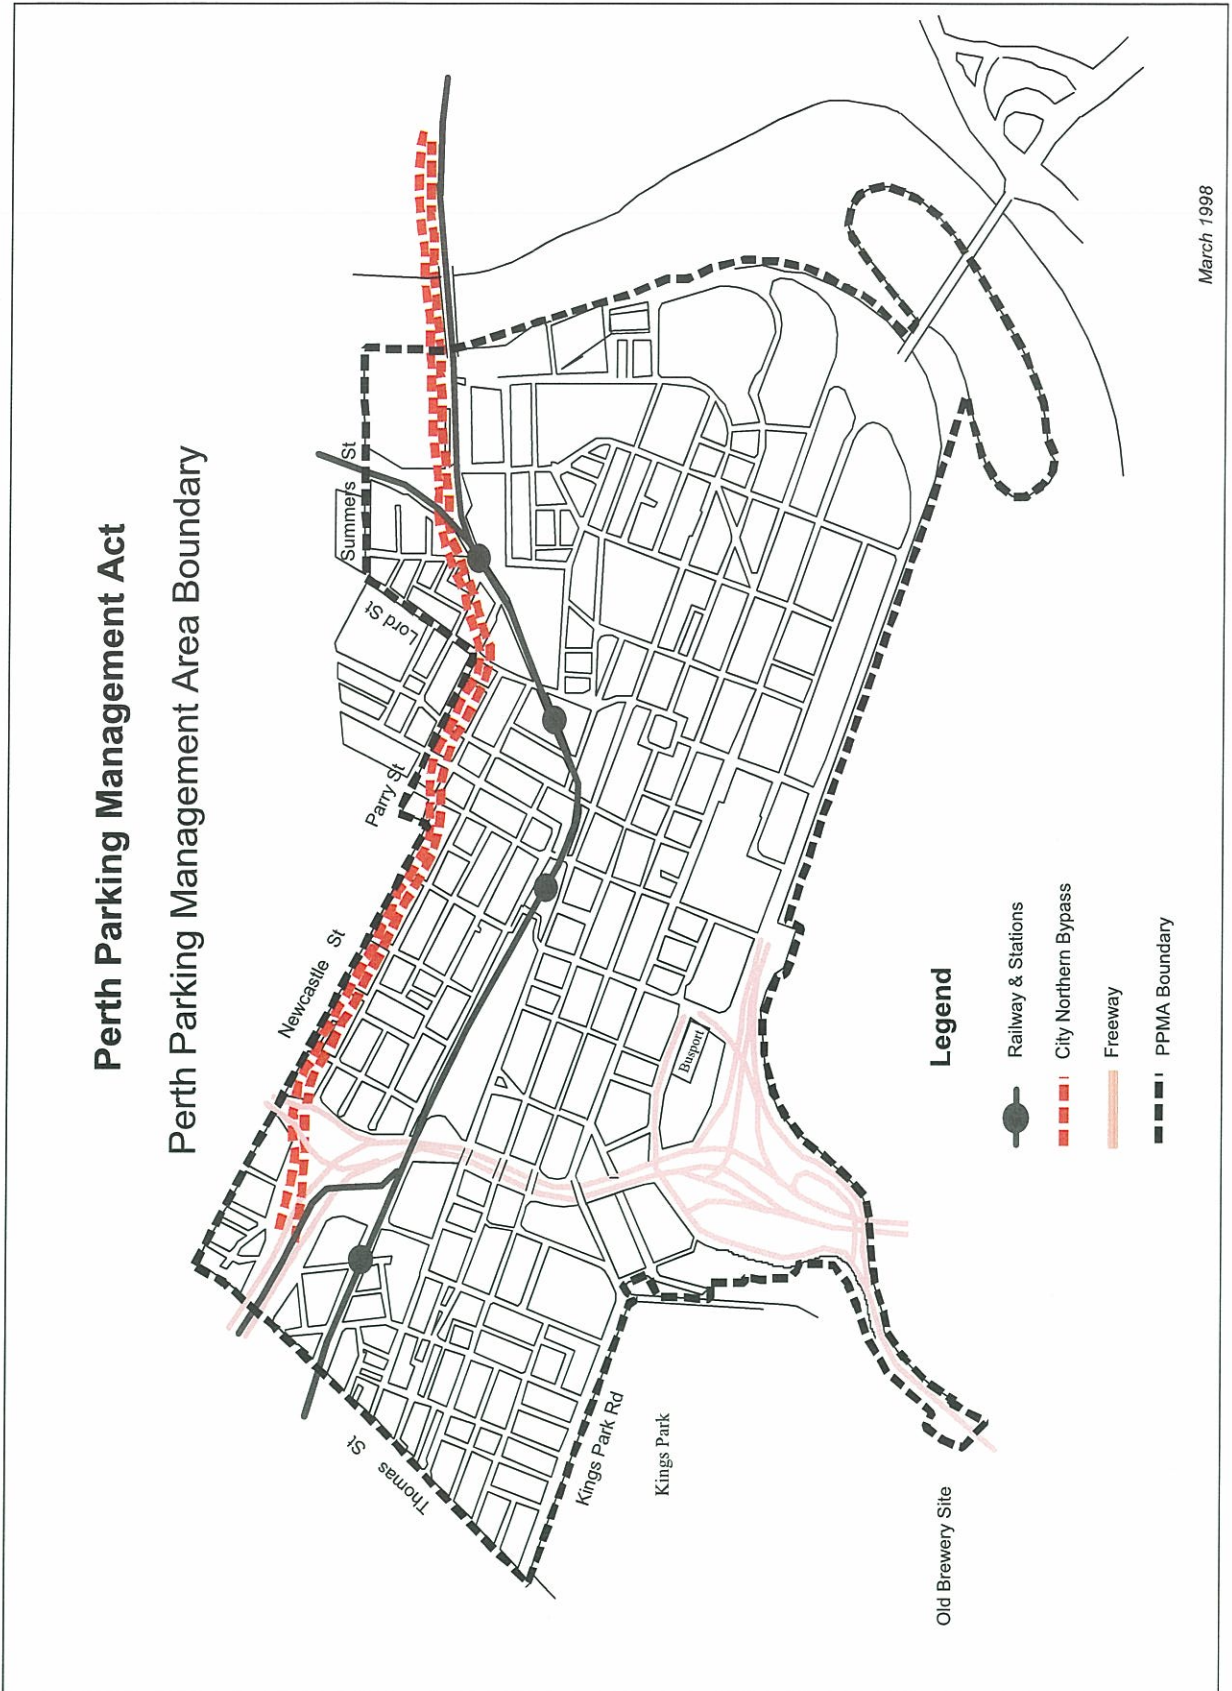 Perth Parking Management Act
Perth Parking Management Area Boundary
Summers St
Lord St
Parry St
Newcastle St
Thomas St
Kings Park Rd
Kings Park
Busport
Old Brewery Site
Legend
Railway & Stations
City Northern Bypass
Freeway
PPMA Boundary
March 1998